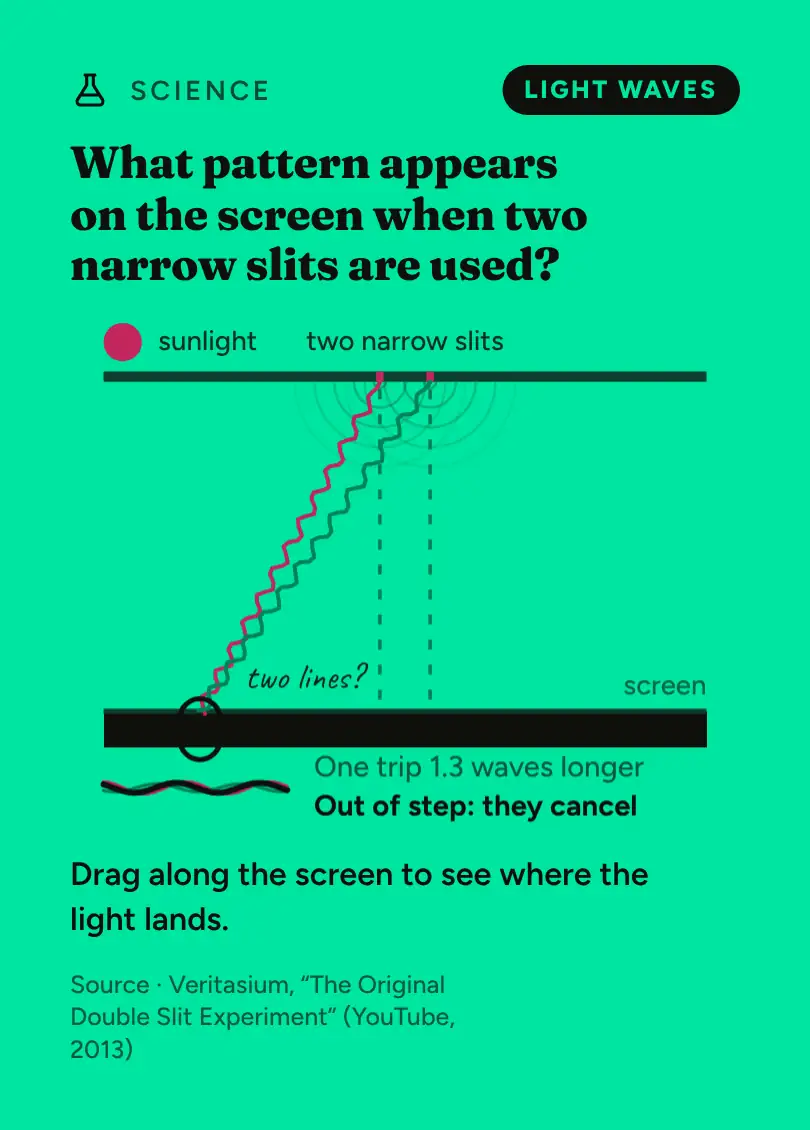 SCIENCE
LIGHT WAVES
What pattern appears
on the screen when two
narrow slits are used?
sunlight
two narrow slits
two lines?
screen
One trip 1.3 waves longer
Out of step: they cancel
Drag along the screen to see where the
light lands.
Source · Veritasium, “The Original
Double Slit Experiment” (YouTube,
2013)